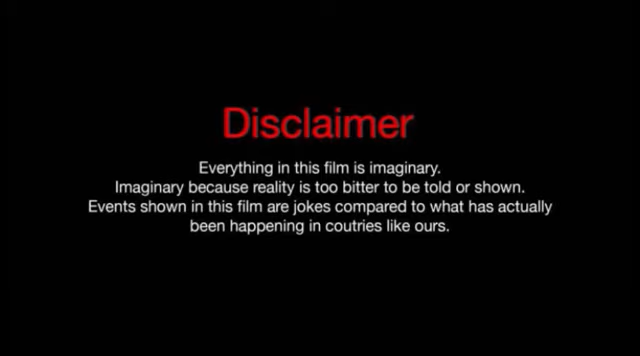 Disclaimer
Everything in this film is imaginary.
Imaginary because reality is too bitter to be told or shown.
Events shown in this film are jokes compared to what has actually
been happening in coutries like ours.